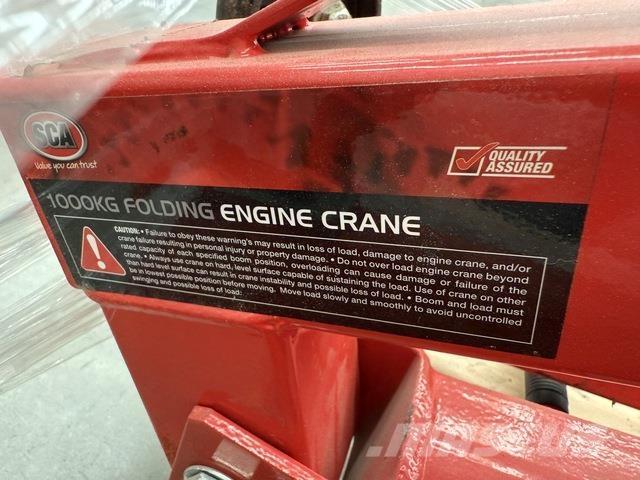 SCA
Value you can trust
QUALITY
ASSURED
1000KG FOLDING ENGINE CRANE
CAUTION: • Failure to obey these warning's may result in loss of load, damage to engine crane, and/or
crane failure resulting in personal injury or property damage. • Do not over load engine crane beyond
rated capacity of each specified boom position, overloading can cause damage or failure of the
crane. • Always use crane on hard, level surface capable of sustaining the load. Use of crane on other
than hard level surface can result in crane instability and possible loss of load. • Boom and load must
be in lowest possible position before moving. Move load slowly and smoothly to avoid uncontrolled
swinging and possible loss of load.